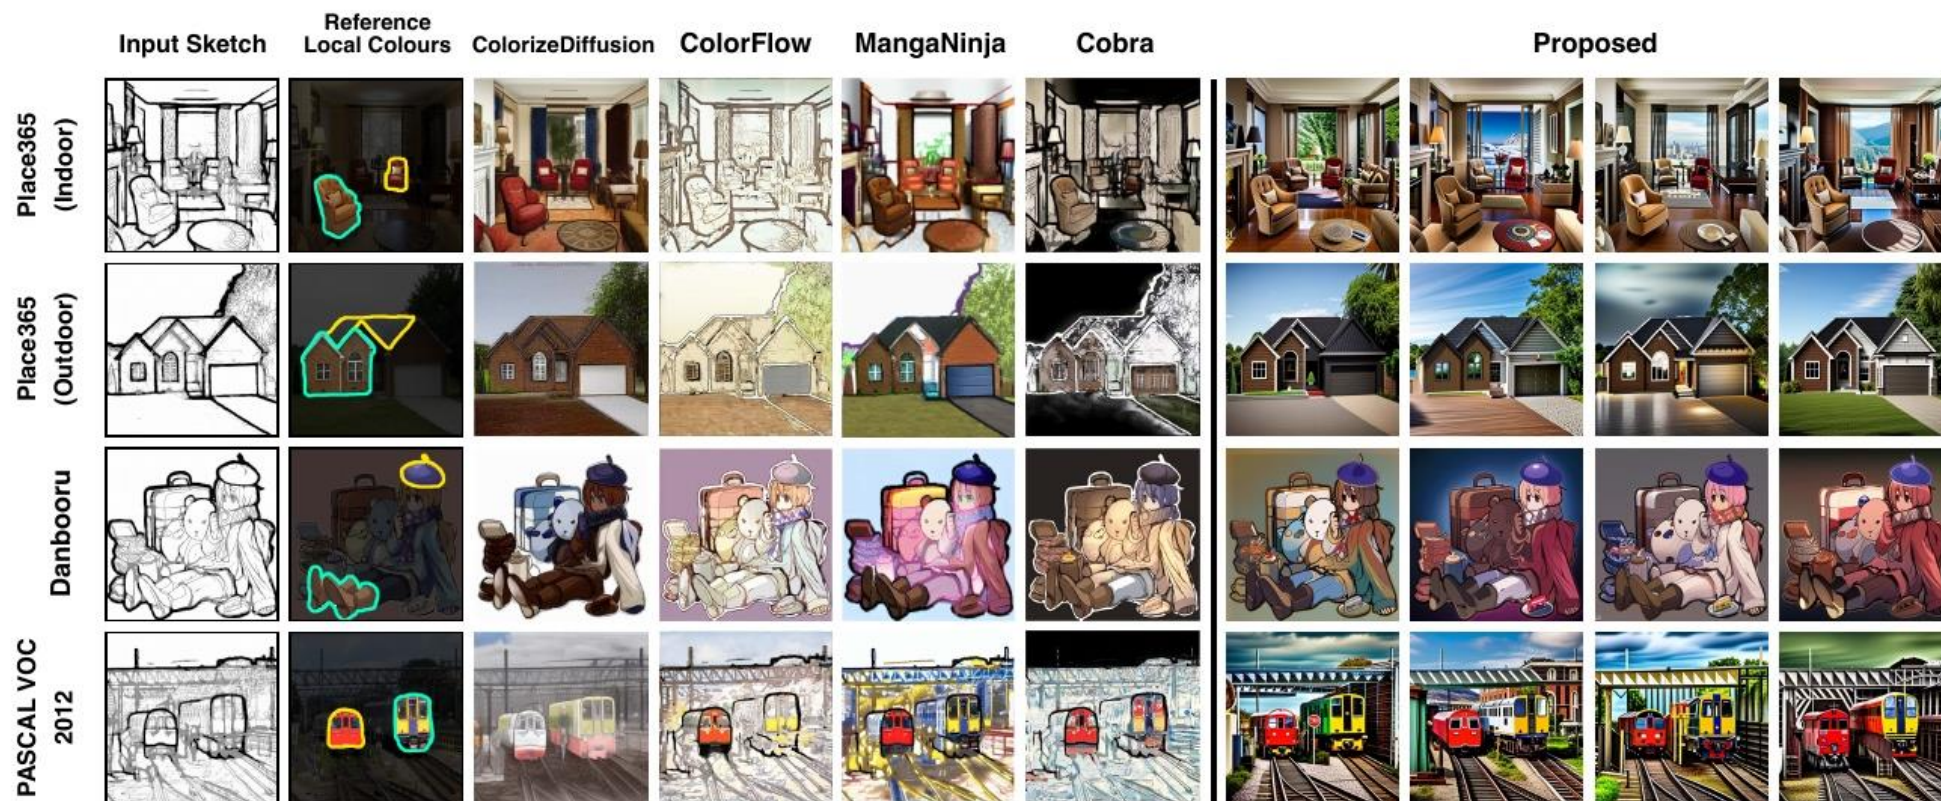 Input Sketch
Reference
Local Colours
ColorizeDiffusion
ColorFlow
MangaNinja
Cobra
Proposed
Place365
(Indoor)
Place365
(Outdoor)
Danbooru
PASCAL VOC
2012